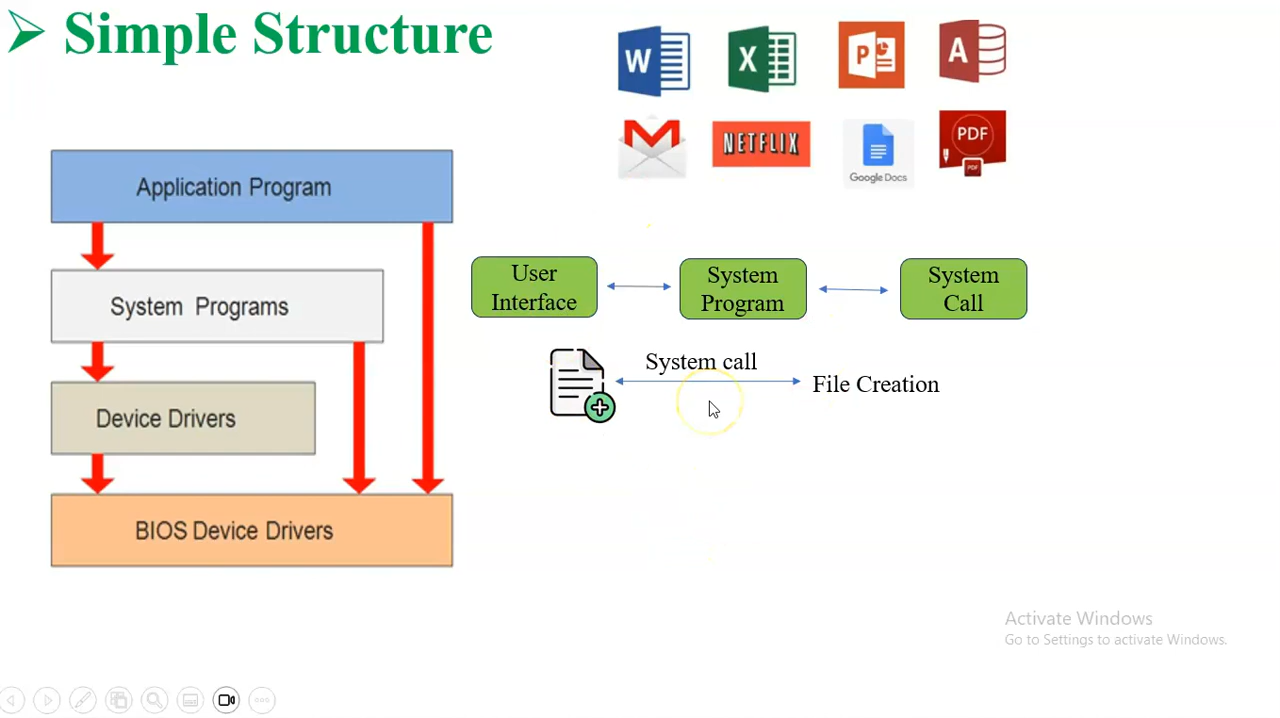 Simple Structure
W
X
P
A
NETFLIX
Google Docs
PDF
PDF
Application Program
System Programs
Device Drivers
BIOS Device Drivers
User
Interface
System
Program
System
Call
System call
File Creation
Activate Windows
Go to Settings to activate Windows.